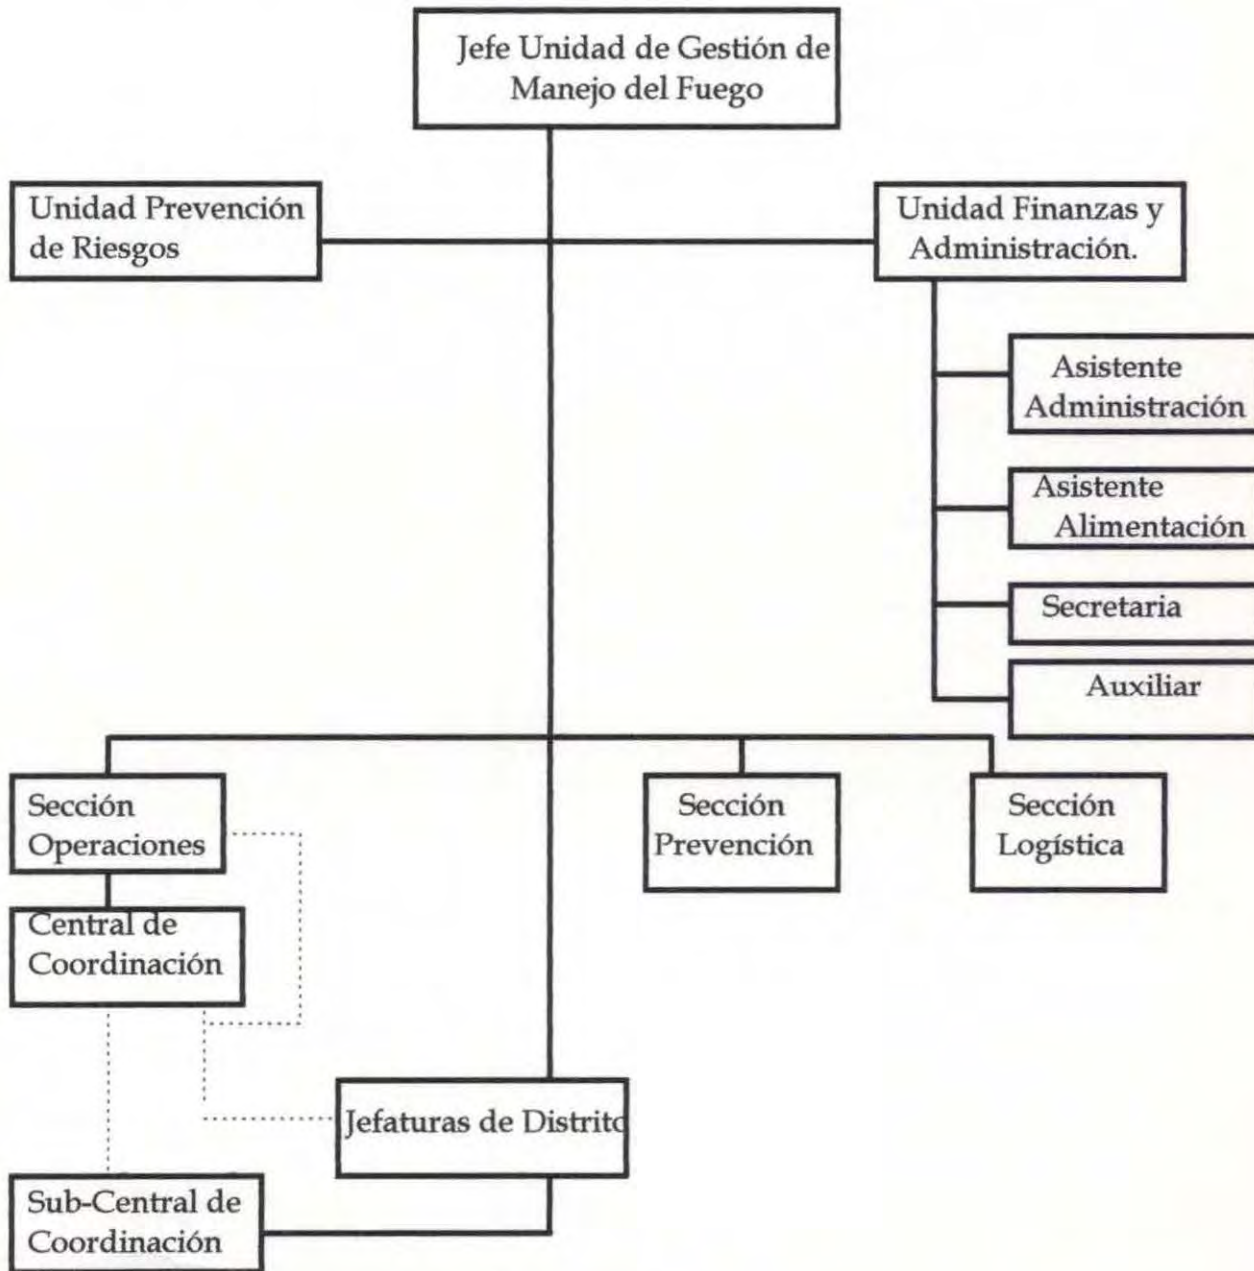 Jefe Unidad de Gestión de
Manejo del Fuego
Unidad Prevención
de Riesgos
Unidad Finanzas y
Administración.
Asistente
Administración
Asistente
Alimentación
Secretaria
Auxiliar
Sección
Operaciones
Sección
Prevención
Sección
Logística
Central de
Coordinación
Jefaturas de Distrito
Sub-Central de
Coordinación